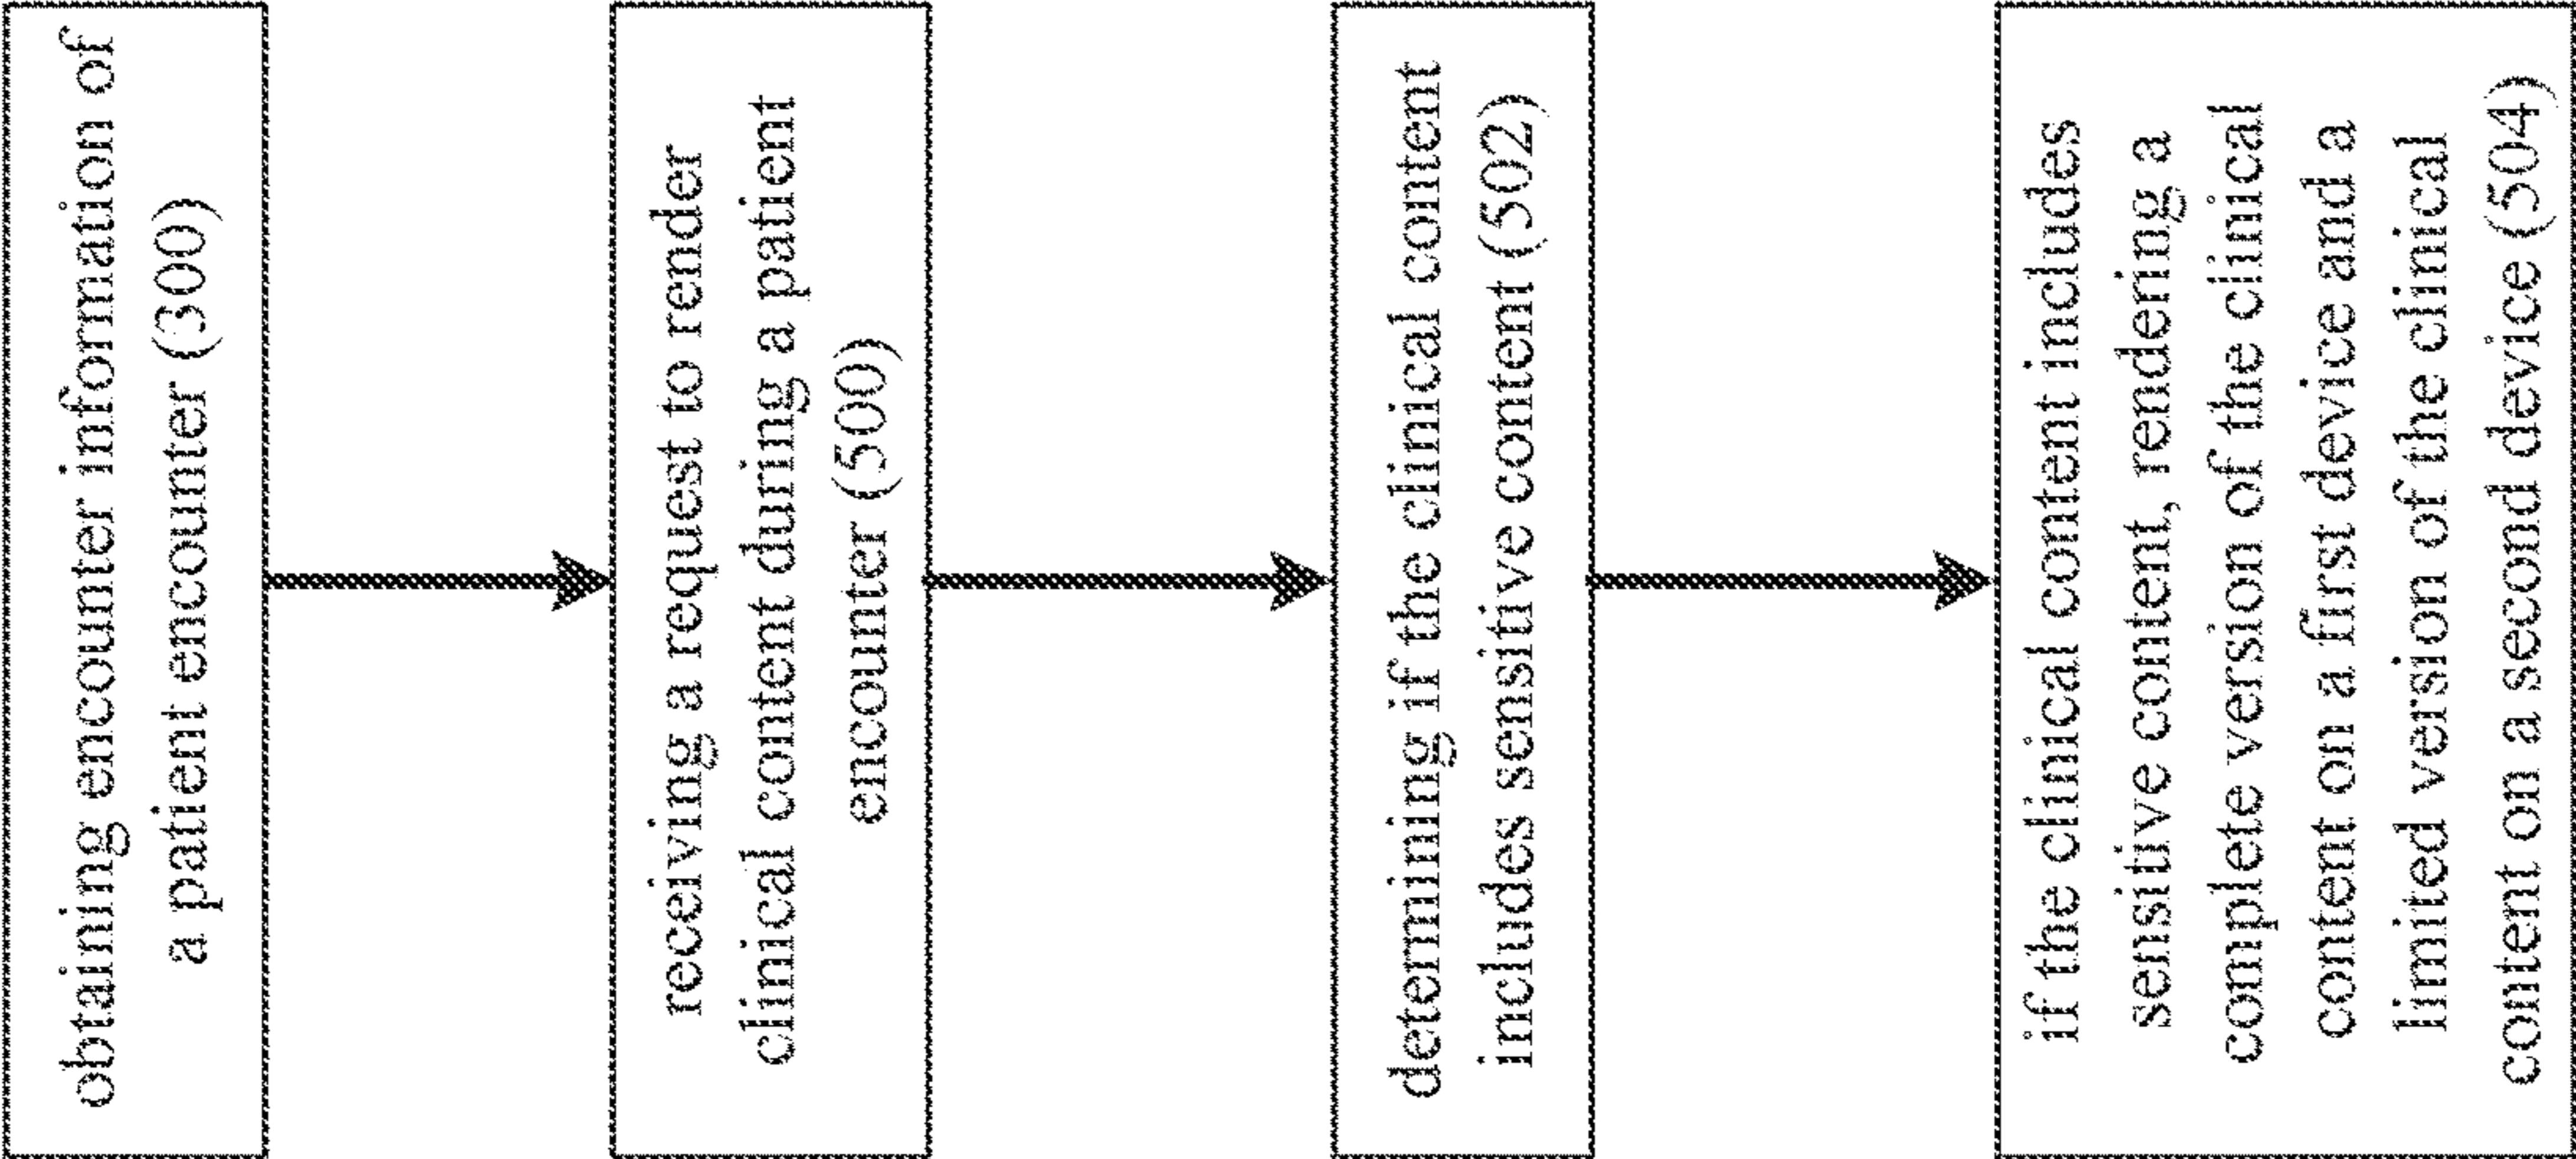 obtaining encounter information of
a patient encounter (300)
receiving a request to render
clinical content during a patient
encounter (500)
determining if the clinical content
includes sensitive content (502)
if the clinical content includes
sensitive content, rendering a
complete version of the clinical
content on a first device and a
limited version of the clinical
content on a second device (504)